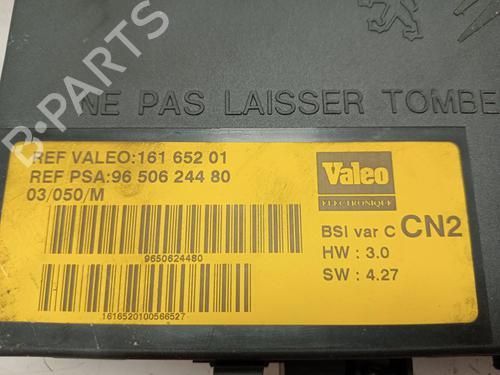 NE PAS LAISSER TOMBE
B-PARTS
REF VALEO:161 652 01
REF PSA:96 506 244 80
03/050/M
9650624480
1616520100566527
Valeo
ELECTRONIQUE
BSI var C CN2
HW : 3.0
SW : 4.27